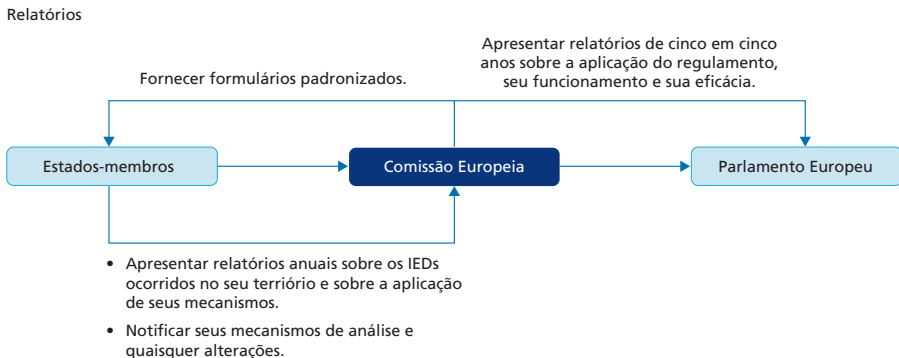 Relatórios
Apresentar relatórios de cinco em cinco
anos sobre a aplicação do regulamento,
seu funcionamento e sua eficácia.
Fornecer formulários padronizados.
Estados-membros
Comissão Europeia
Parlamento Europeu
• Apresentar relatórios anuais sobre os IEDs
ocorridos no seu território e sobre a aplicação
de seus mecanismos.
• Notificar seus mecanismos de análise e
quaisquer alterações.